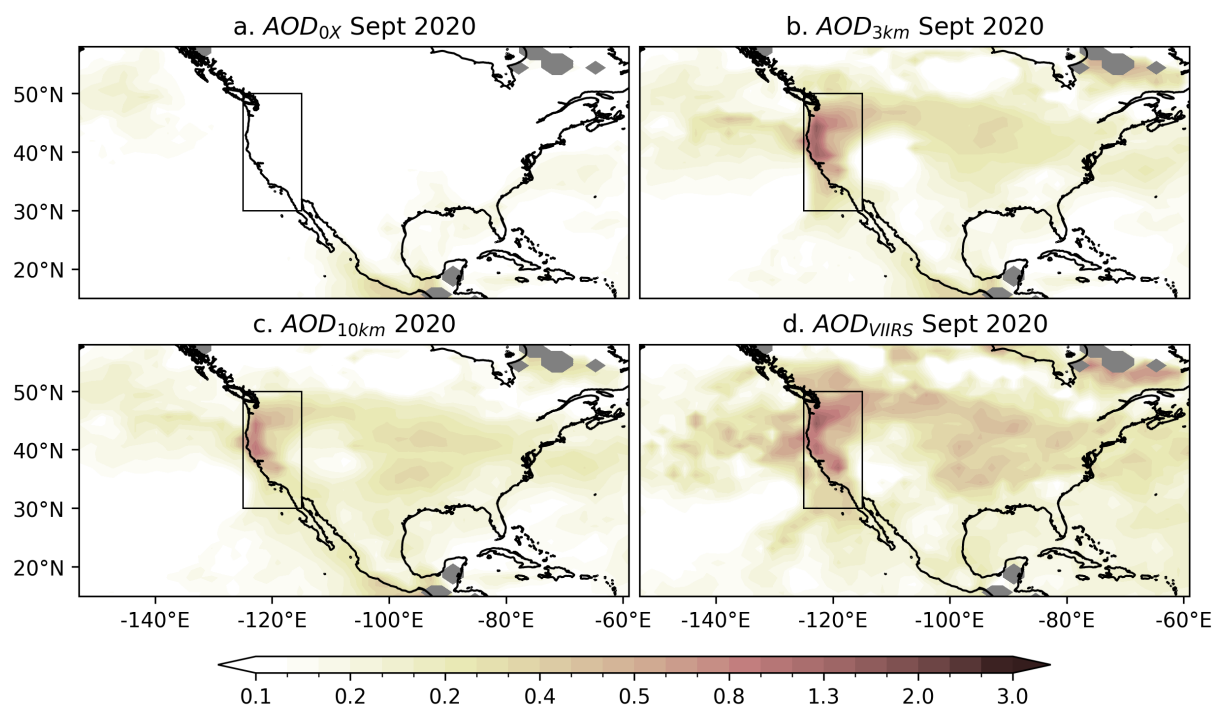 a. AOD0X Sept 2020
b. AOD3km Sept 2020
50°N
40°N
30°N
20°N
c. AOD10km 2020
d. AODVIIRS Sept 2020
50°N
40°N
30°N
20°N
-140°E -120°E -100°E -80°E -60°E
-140°E -120°E -100°E -80°E -60°E
0.1 0.2 0.2 0.4 0.5 0.8 1.3 2.0 3.0